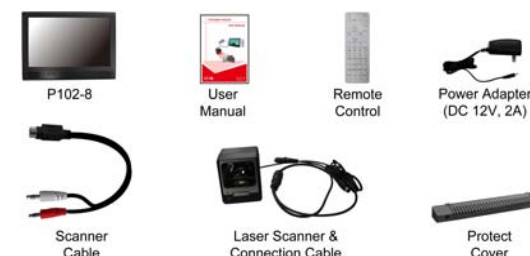 P102-8
User
Manual
Remote
Control
Power Adapter
(DC 12V, 2A)
Scanner
Cable
Laser Scanner &
Connection Cable
Protect
Cover